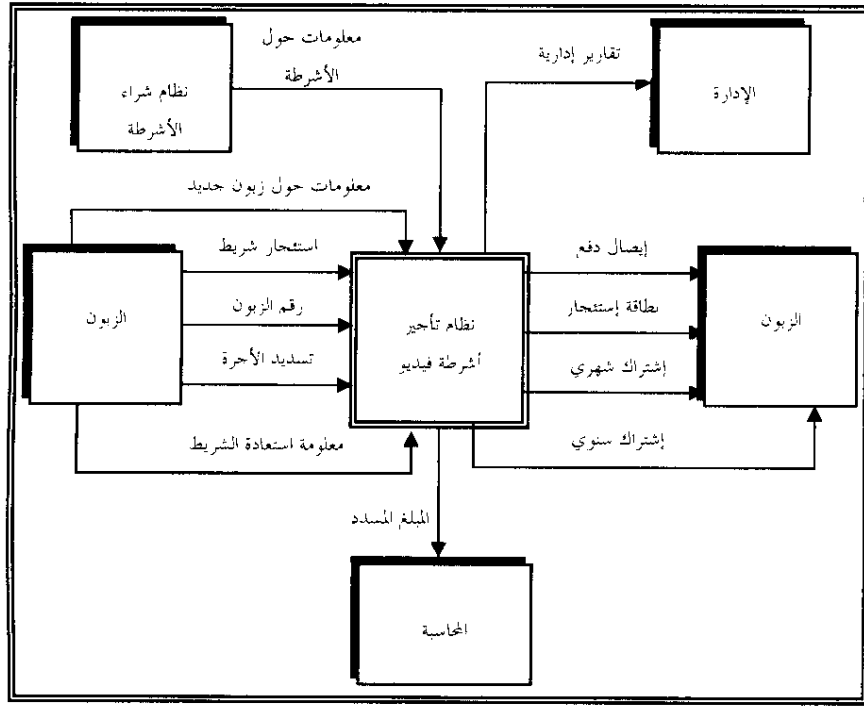 معلومات حول
الأشرطة
نظام شراء
الأشرطة
تقارير إدارية
الإدارة
معلومات حول زبون جديد
استئجار شريط
رقم الزبون
تسديد الأجرة
معلومة استعادة الشريط
الزبون
نظام تأجير
أشرطة فيديو
إيصال دفع
بطاقة إستئجار
إشتراك شهري
إشتراك سنوي
الزبون
المبلغ المسدد
المحاسبة